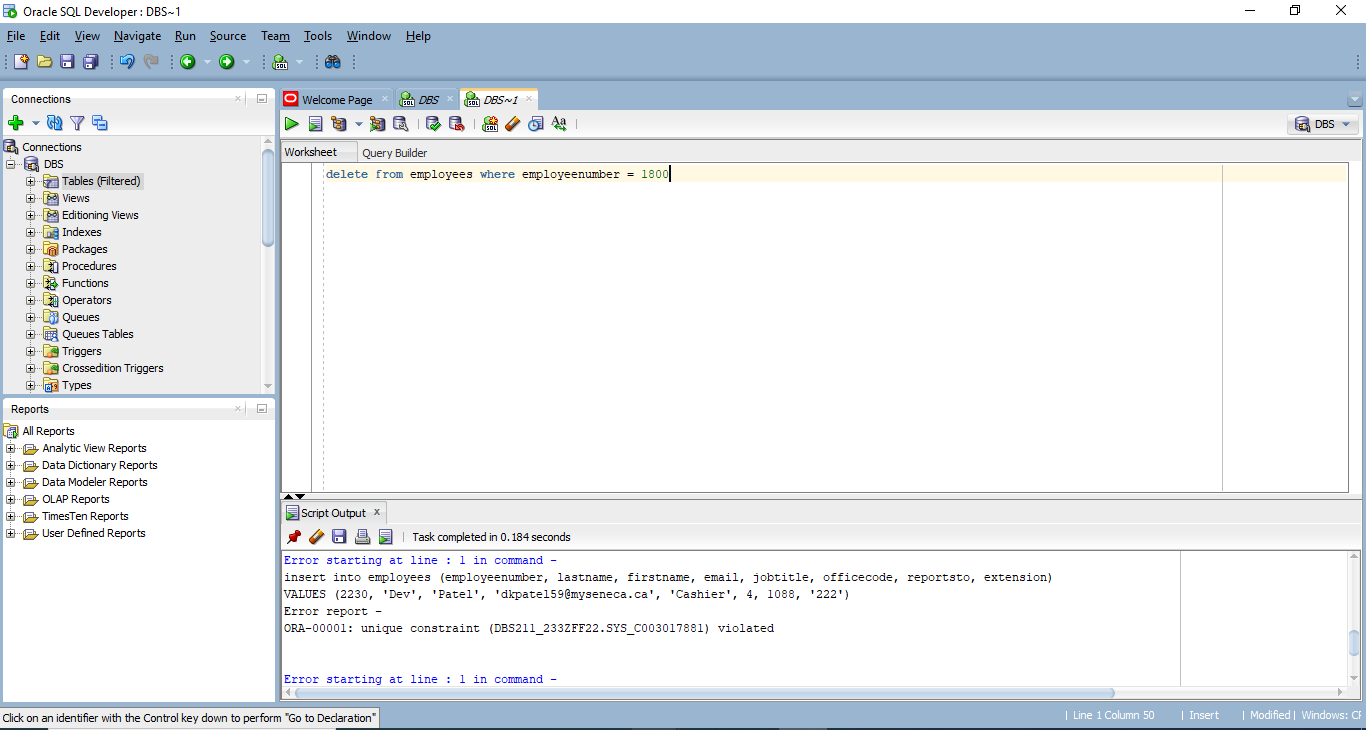 Oracle SQL Developer : DBS~1
File Edit View Navigate Run Source Team Tools Window Help
Connections
Welcome Page
DBS
DBS~1
DBS
Connections
DBS
Tables (Filtered)
Views
Editioning Views
Indexes
Packages
Procedures
Functions
Operators
Queues
Queues Tables
Triggers
Crossedition Triggers
Types
Worksheet Query Builder
delete from employees where employeenumber = 1800
Reports
All Reports
Analytic View Reports
Data Dictionary Reports
Data Modeler Reports
OLAP Reports
TimesTen Reports
User Defined Reports
Script Output
Task completed in 0.184 seconds
Error starting at line : 1 in command -
insert into employees (employeenumber, lastname, firstname, email, jobtitle, officecode, reportsto, extension)
VALUES (2230, 'Dev', 'Patel', 'dkpatel59@myseneca.ca', 'Cashier', 4, 1088, '222')
Error report -
ORA-00001: unique constraint (DBS211_233ZFF22.SYS_C003017881) violated
Error starting at line : 1 in command -
Click on an identifier with the Control key down to perform "Go to Declaration"
| Line 1 Column 50 | Insert | Modified | Windows: CF